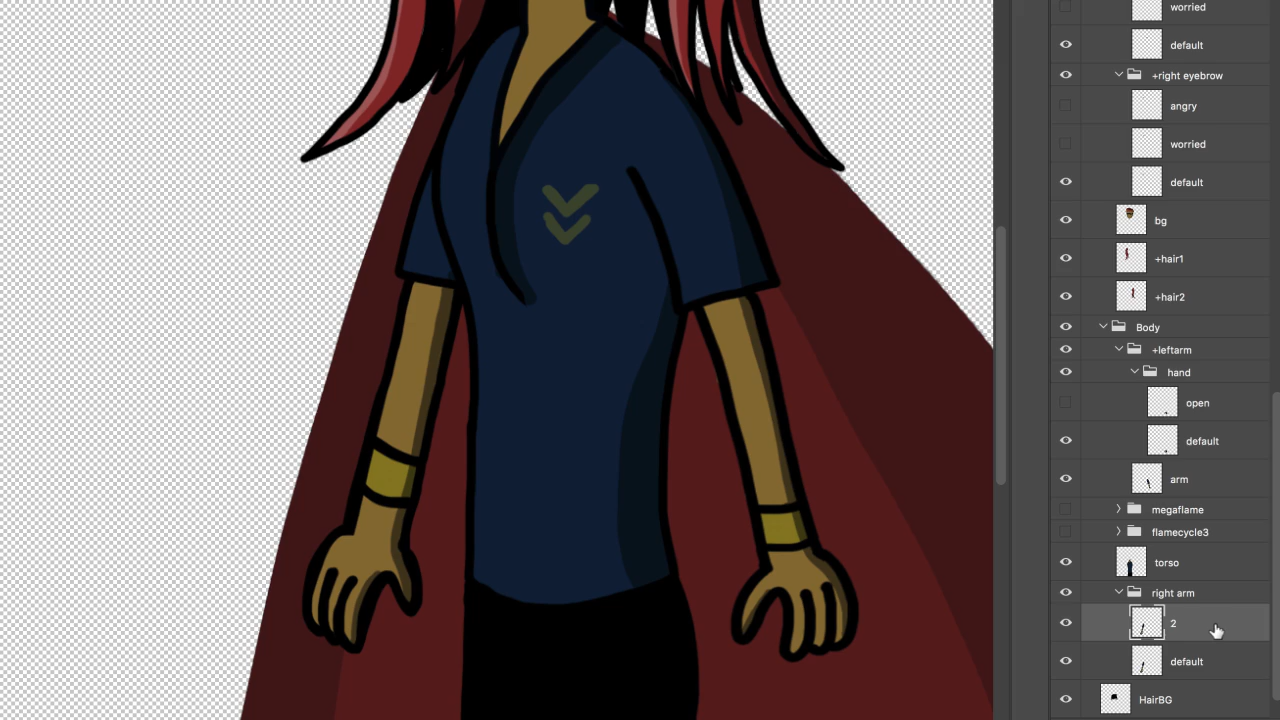 worried
default
+right eyebrow
angry
worried
default
bg
+hair1
+hair2
Body
+leftarm
hand
open
default
arm
megaflame
flamecycle3
torso
right arm
2
default
HairBG